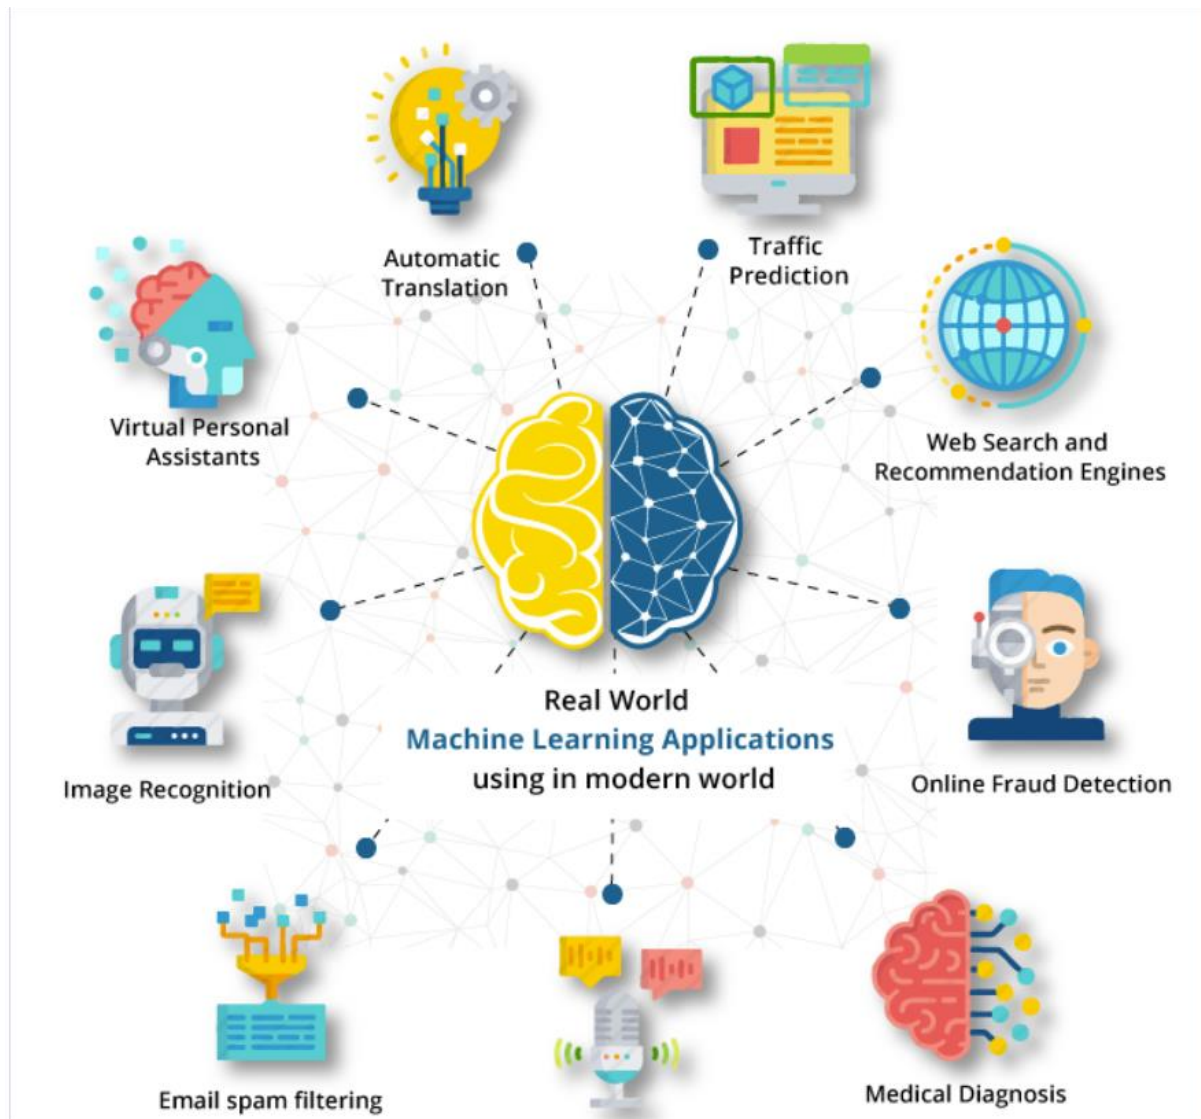 Automatic
Translation
Traffic
Prediction
Virtual Personal
Assistants
Web Search and
Recommendation Engines
Real World
Machine Learning Applications
using in modern world
Image Recognition
Online Fraud Detection
Email spam filtering
Medical Diagnosis